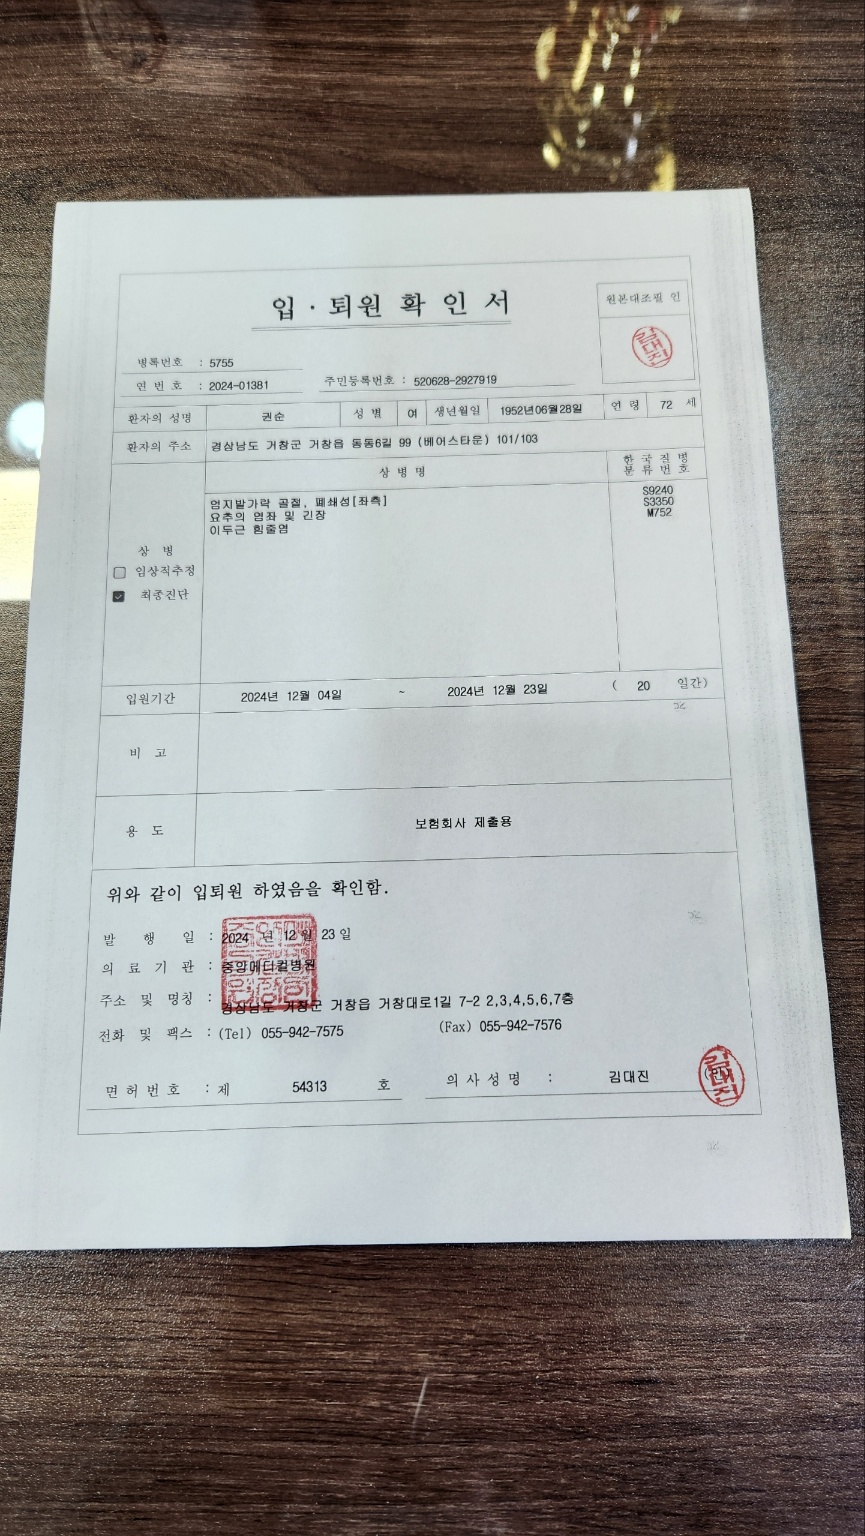 입·퇴원 확인서
원본대조필 인
김대진
병록번호 : 5755
연 번 호 : 2024-01381 주민등록번호 : 520628-2927919
환자의 성명 권순 성 별 여 생년월일 1952년06월28일 연 령 72 세
환자의 주소 경상남도 거창군 거창읍 동동6길 99 (베어스타운) 101/103
상 병 명 한 국 질 병
분 류 번 호
엄지발가락 골절, 폐쇄성[좌측] S9240
요추의 염좌 및 긴장 S3350
이두근 힘줄염 M752
상 병
임상적추정
최종진단
입원기간 2024년 12월 04일 ~ 2024년 12월 23일 ( 20 일간)
비 고
용 도 보험회사 제출용
위와 같이 입퇴원 하였음을 확인함.
발 행 일 : 2024 년 12 월 23 일
의 료 기 관 : 중앙메디컬병원
주소 및 명칭 : 경상남도 거창군 거창읍 거창대로1길 7-2 2,3,4,5,6,7층
전화 및 팩스 : (Tel) 055-942-7575 (Fax) 055-942-7576
면 허 번 호 : 제 54313 호 의 사 성 명 : 김대진 (인)
김대진